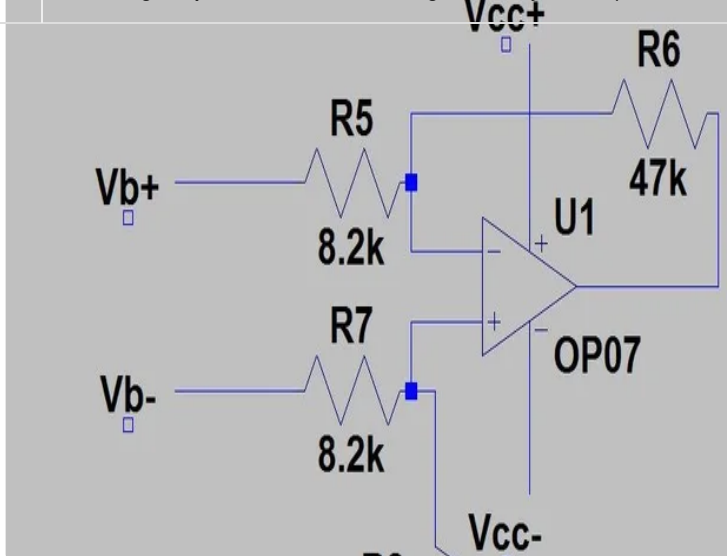 Vcc+
R6
R5
47k
Vb+
U1
8.2k
+
−
R7
+
−
OP07
Vb-
8.2k
Vcc-